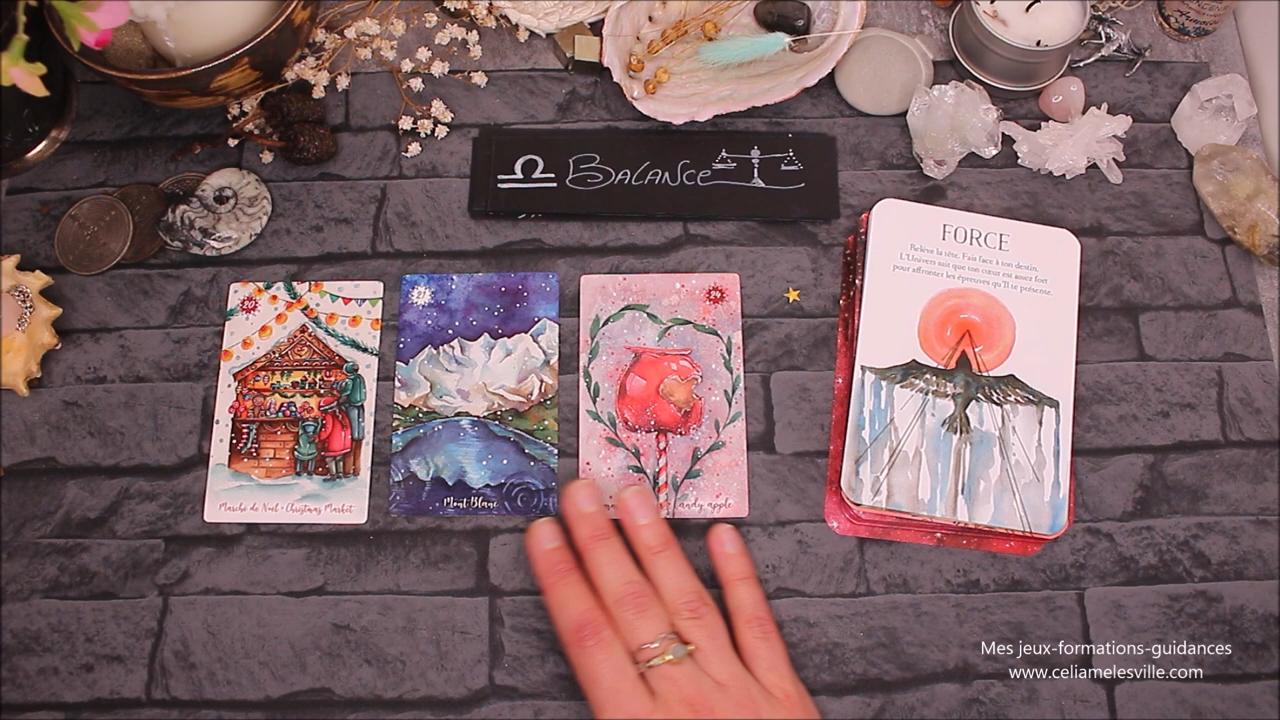 ♎ Balance
FORCE
Relève la tête. Fais face à ton destin.
L'Univers sait que ton cœur est assez fort
pour affronter les épreuves qu'Il te présente.
20
Marché de Noël • Christmas Market
Mont Blanc
candy apple
Mes jeux-formations-guidances
www.celiamelesville.com